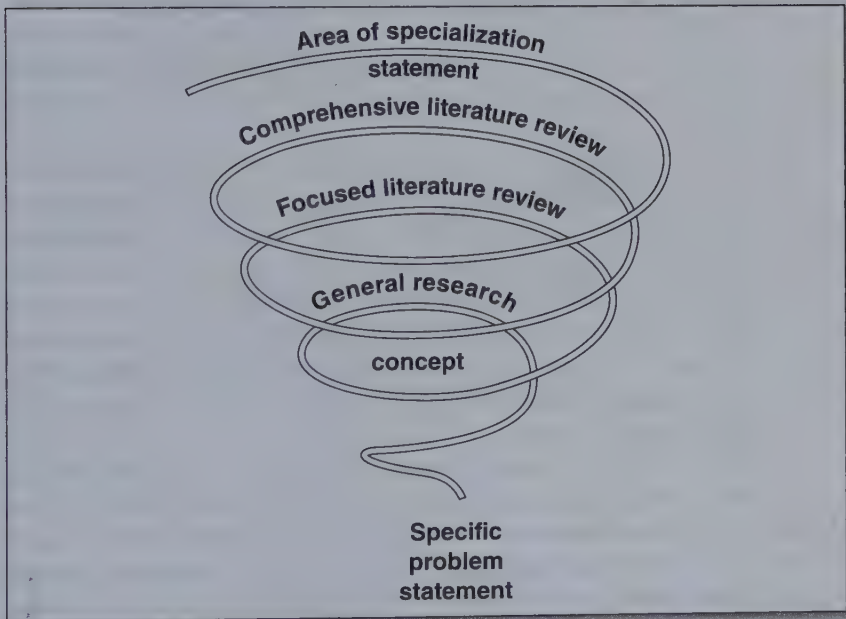 Area of specialization
statement
Comprehensive literature review
Focused literature review
General research
concept
Specific
problem
statement